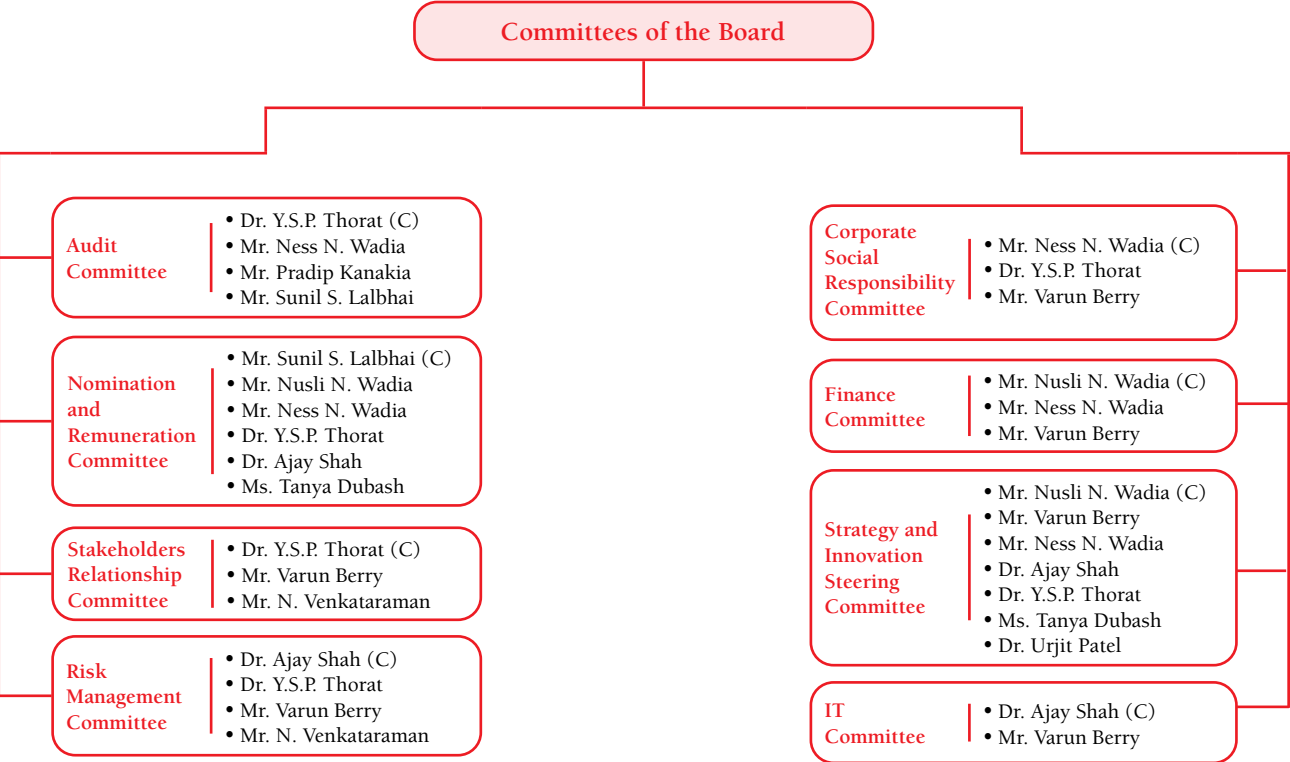 Committees of the Board
Audit
Committee
• Dr. Y.S.P. Thorat (C)
• Mr. Ness N. Wadia
• Mr. Pradip Kanakia
• Mr. Sunil S. Lalbhai
Nomination
and
Remuneration
Committee
• Mr. Sunil S. Lalbhai (C)
• Mr. Nusli N. Wadia
• Mr. Ness N. Wadia
• Dr. Y.S.P. Thorat
• Dr. Ajay Shah
• Ms. Tanya Dubash
Stakeholders
Relationship
Committee
• Dr. Y.S.P. Thorat (C)
• Mr. Varun Berry
• Mr. N. Venkataraman
Risk
Management
Committee
• Dr. Ajay Shah (C)
• Dr. Y.S.P. Thorat
• Mr. Varun Berry
• Mr. N. Venkataraman
Corporate
Social
Responsibility
Committee
• Mr. Ness N. Wadia (C)
• Dr. Y.S.P. Thorat
• Mr. Varun Berry
Finance
Committee
• Mr. Nusli N. Wadia (C)
• Mr. Ness N. Wadia
• Mr. Varun Berry
Strategy and
Innovation
Steering
Committee
• Mr. Nusli N. Wadia (C)
• Mr. Varun Berry
• Mr. Ness N. Wadia
• Dr. Ajay Shah
• Dr. Y.S.P. Thorat
• Ms. Tanya Dubash
• Dr. Urjit Patel
IT
Committee
• Dr. Ajay Shah (C)
• Mr. Varun Berry